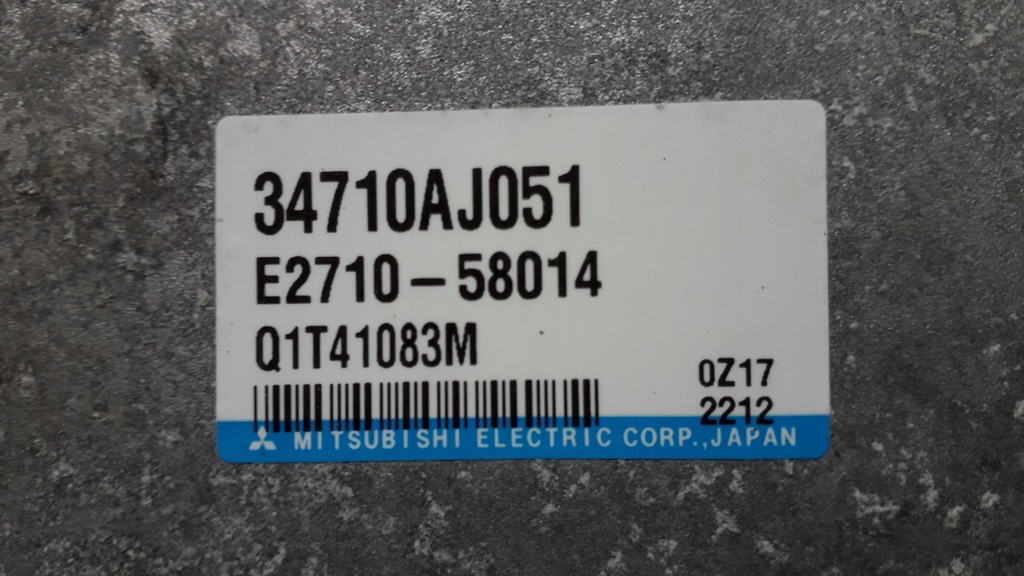 34710AJ051
E2710-58014
Q1T41083M
0Z17
2212
MITSUBISHI ELECTRIC CORP.,JAPAN